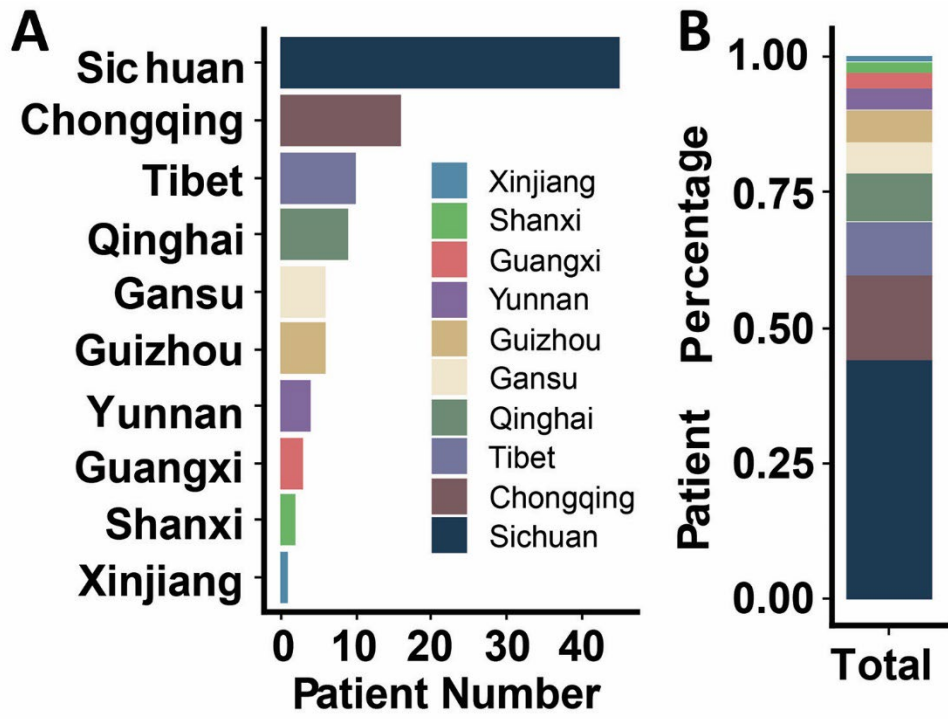 A
Sichuan
Chongqing
Tibet
Qinghai
Gansu
Guizhou
Yunnan
Guangxi
Shanxi
Xinjiang
0 10 20 30 40
Patient Number
Xinjiang
Shanxi
Guangxi
Yunnan
Guizhou
Gansu
Qinghai
Tibet
Chongqing
Sichuan
B
Patient Percentage
1.00
0.75
0.50
0.25
0.00
Total